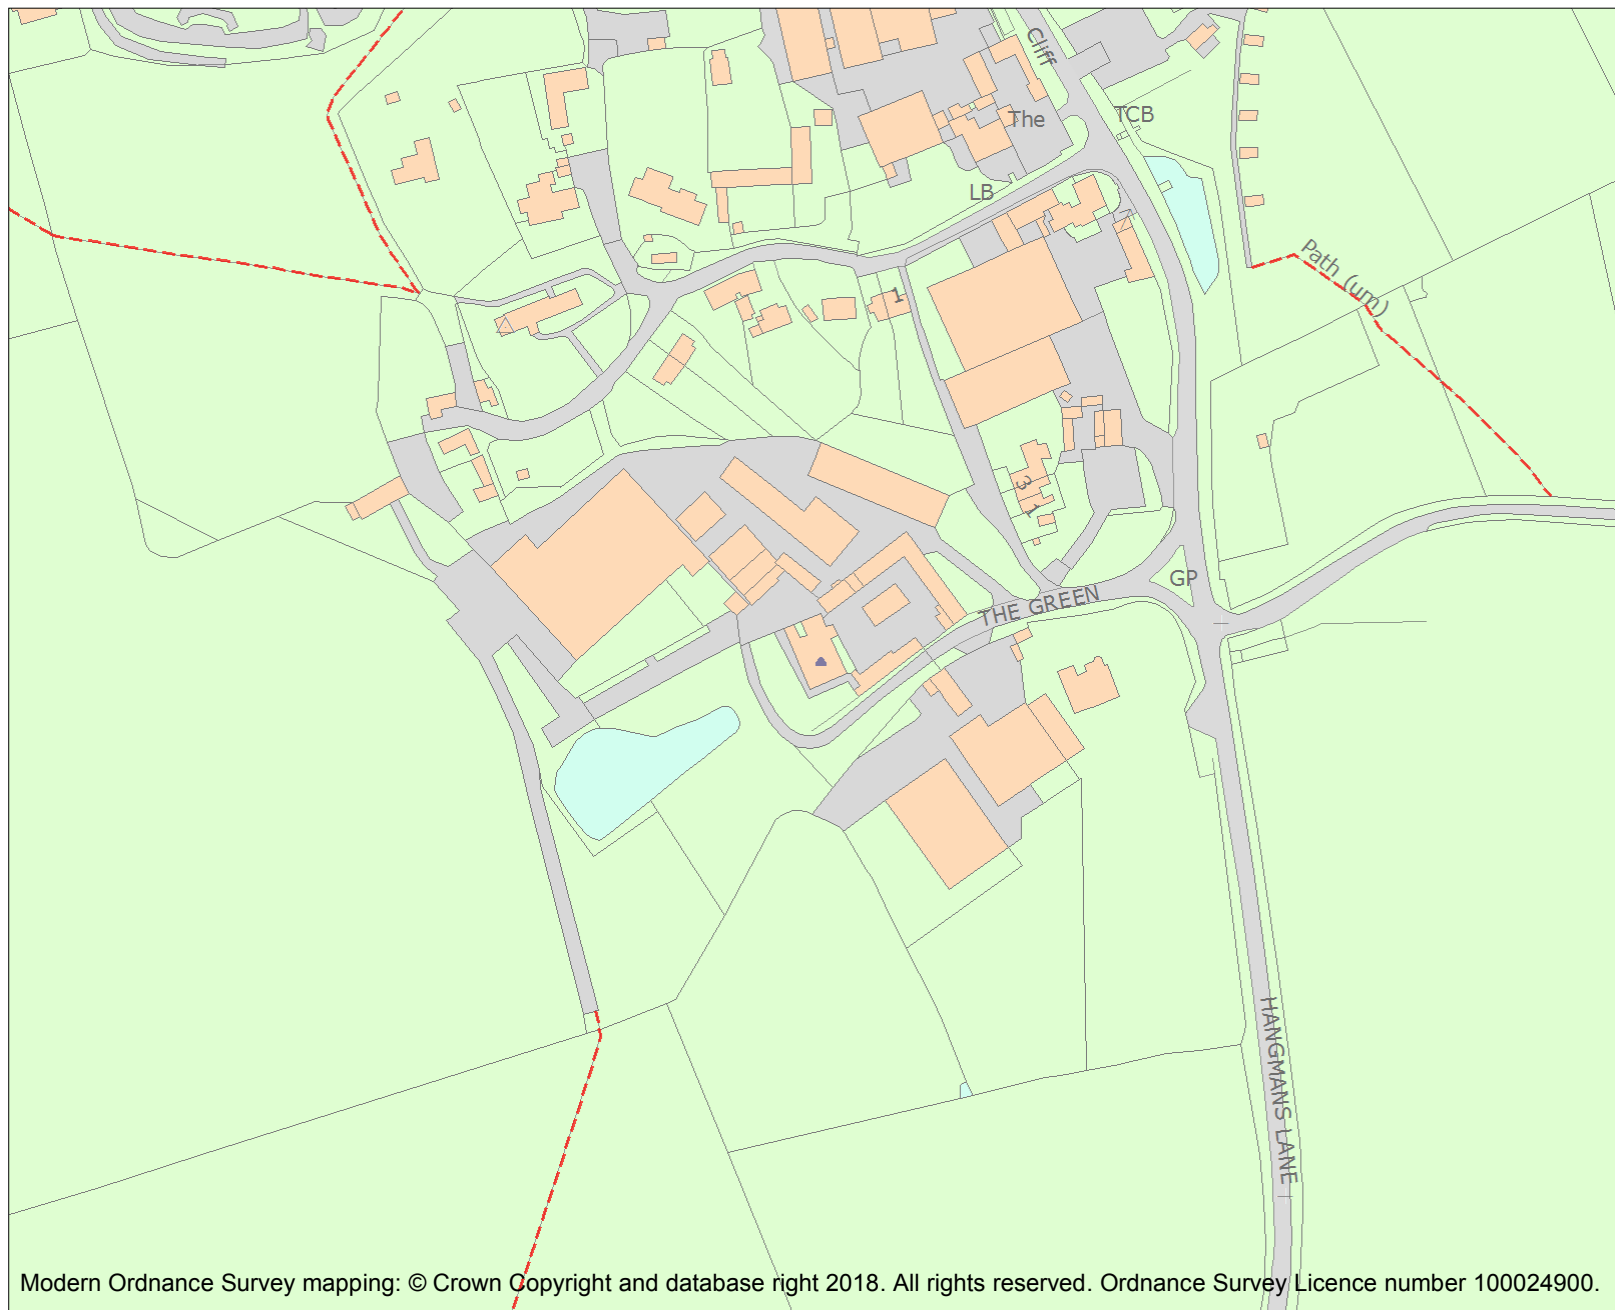 Cliff
The
TCB
LB
Path (um)
1
3
1
GP
THE GREEN
HANGMANS LANE
Modern Ordnance Survey mapping: © Crown Copyright and database right 2018. All rights reserved. Ordnance Survey Licence number 100024900.